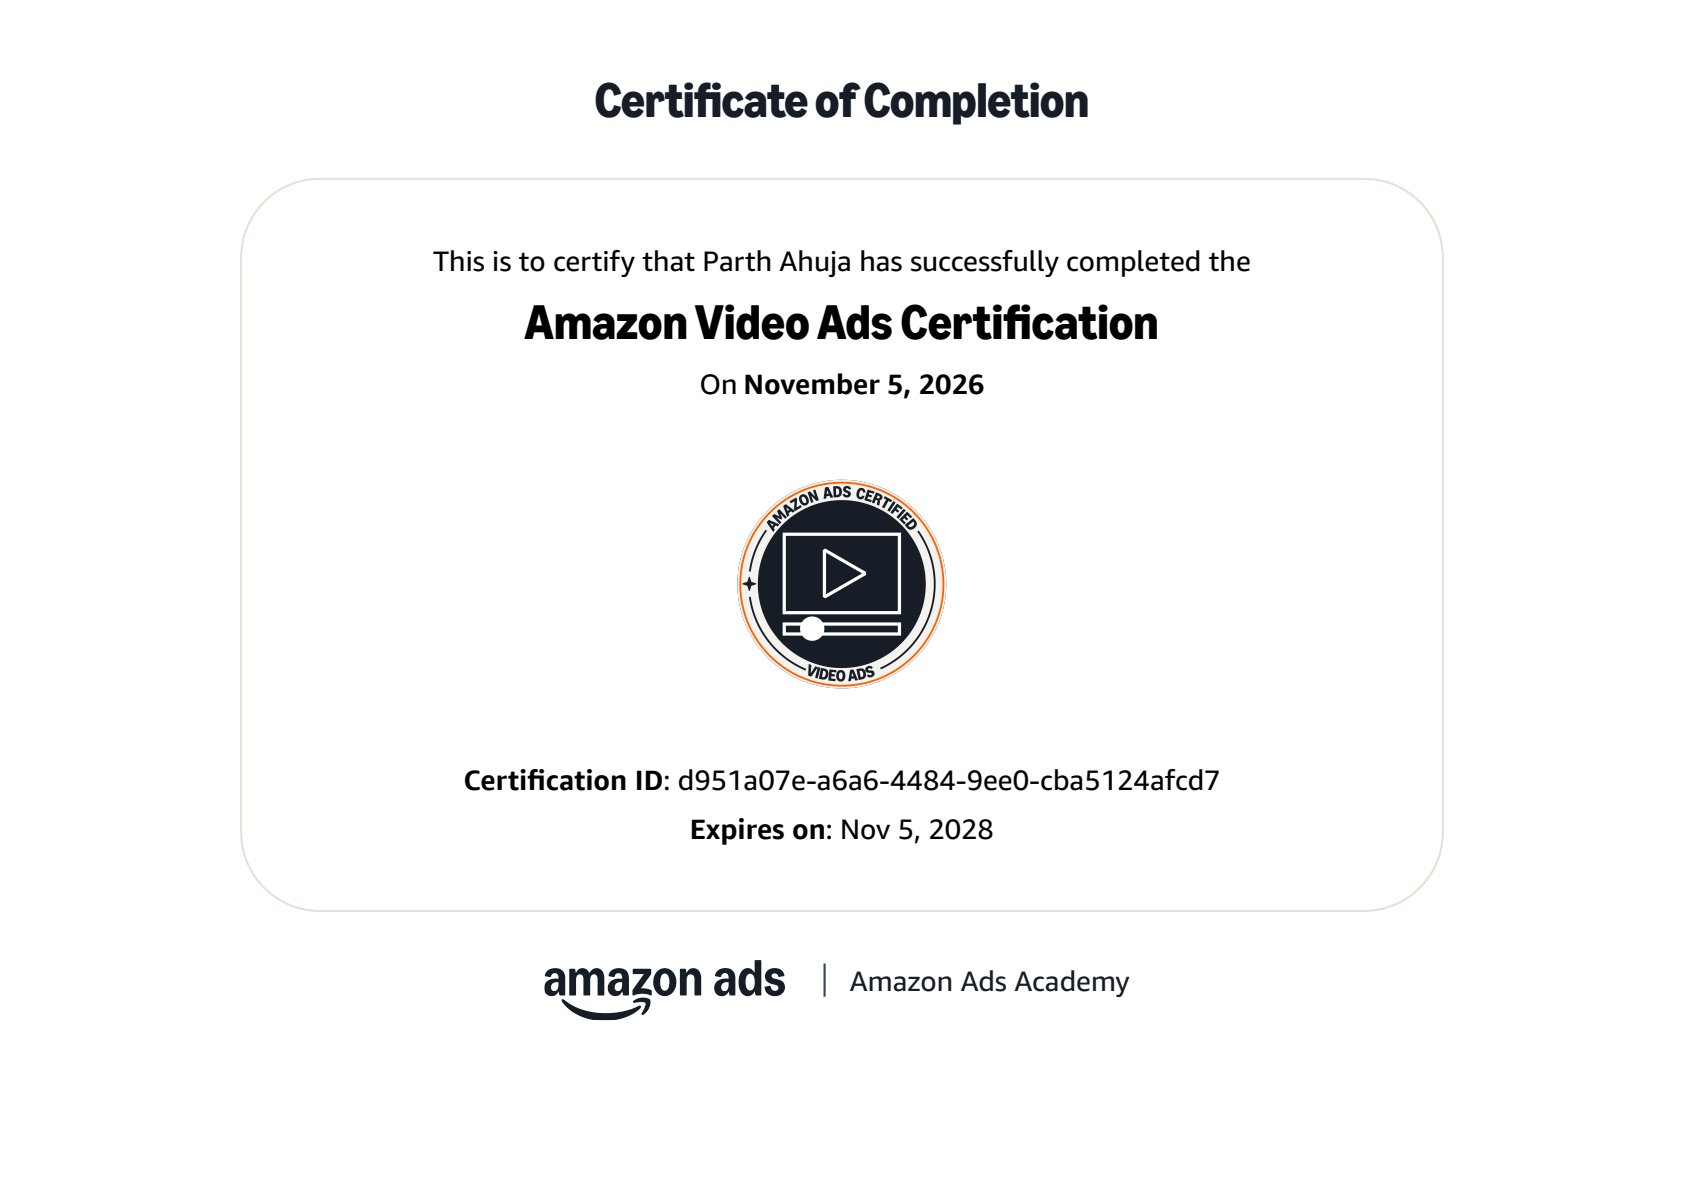 Certificate of Completion
This is to certify that Parth Ahuja has successfully completed the
Amazon Video Ads Certification
On November 5, 2026
AMAZON ADS CERTIFIED
VIDEO ADS
Certification ID: d951a07e-a6a6-4484-9ee0-cba5124afcd7
Expires on: Nov 5, 2028
amazon ads | Amazon Ads Academy